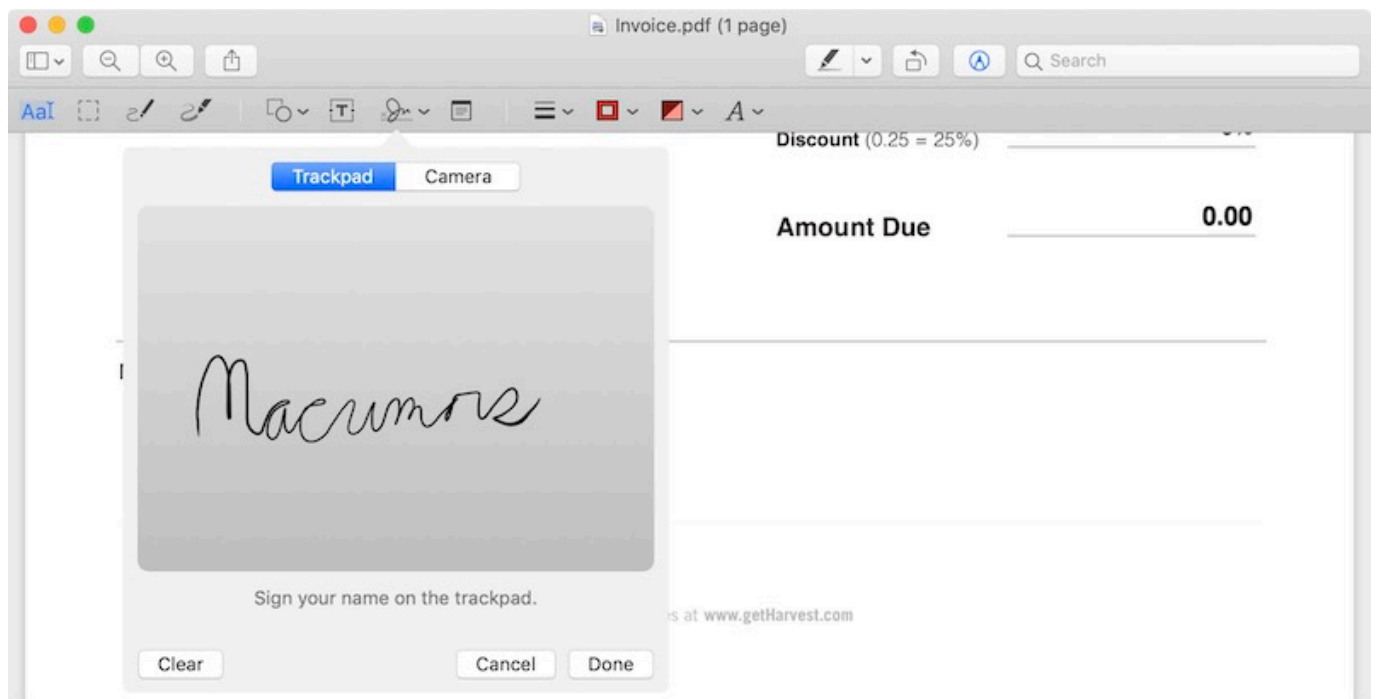 Invoice.pdf (1 page)
Search
AaI
T
A
Discount (0.25 = 25%)
Trackpad Camera
Amount Due 0.00
Macrumors
Sign your name on the trackpad.
at www.getHarvest.com
Clear Cancel Done